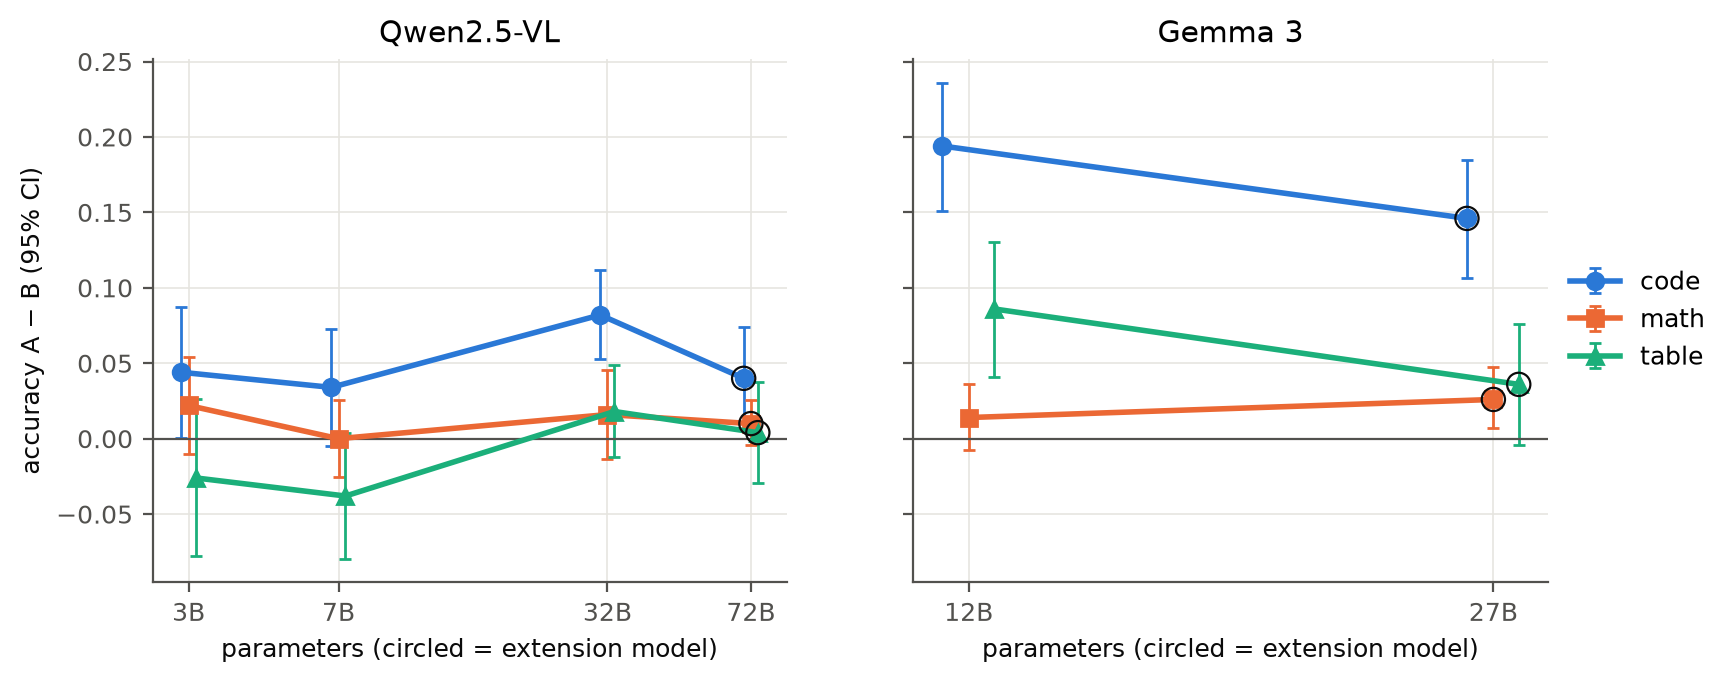 Qwen2.5-VL
Gemma 3
accuracy A − B (95% CI)
0.25
0.20
0.15
0.10
0.05
0.00
−0.05
3B 7B 32B 72B
12B 27B
parameters (circled = extension model)
parameters (circled = extension model)
code
math
table